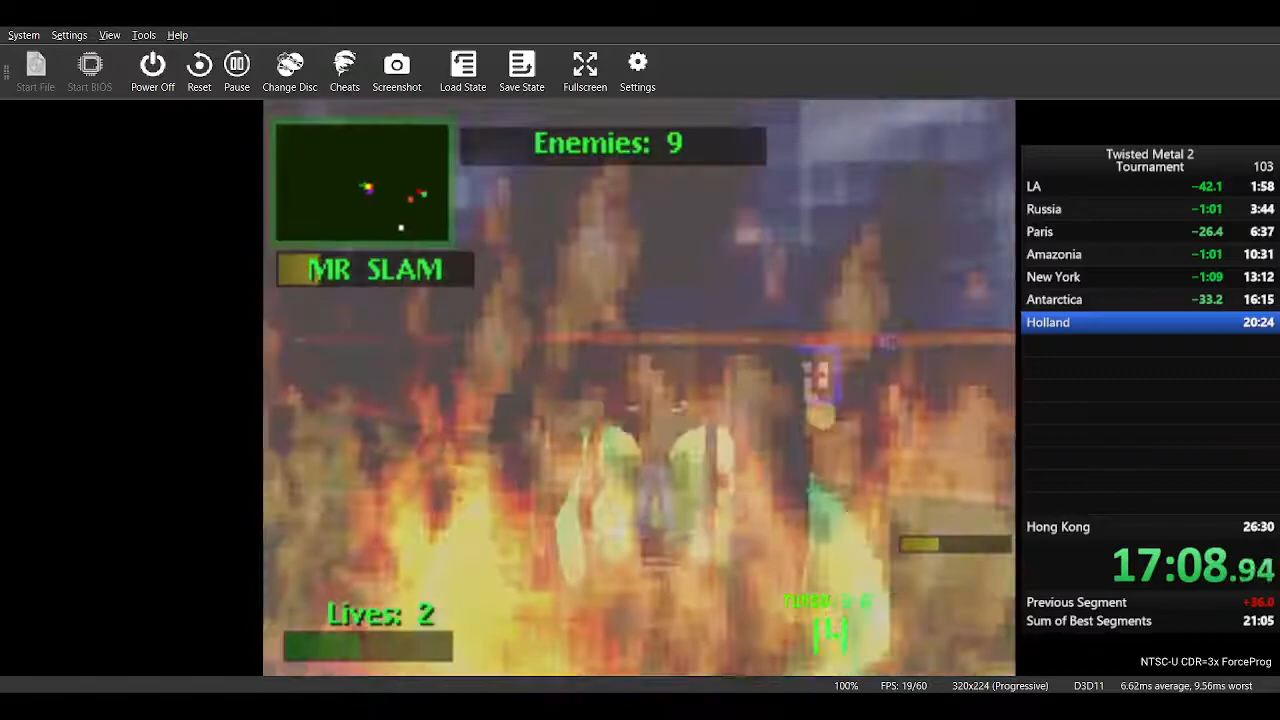 System Settings View Tools Help
Start File Start BIOS Power Off Reset Pause Change Disc Cheats Screenshot Load State Save State Fullscreen Settings
Enemies: 9
MR SLAM
Lives: 2
Twisted Metal 2
Tournament 103
LA −42.1 1:58
Russia −1:01 3:44
Paris −26.4 6:37
Amazonia −1:01 10:31
New York −1:09 13:12
Antarctica −33.2 16:15
Holland 20:24
Hong Kong 26:30
17:08.94
Previous Segment +36.0
Sum of Best Segments 21:05
NTSC-U CDR=3x ForceProg
100% FPS: 19/60 320x224 (Progressive) D3D11 6.62ms average, 9.56ms worst